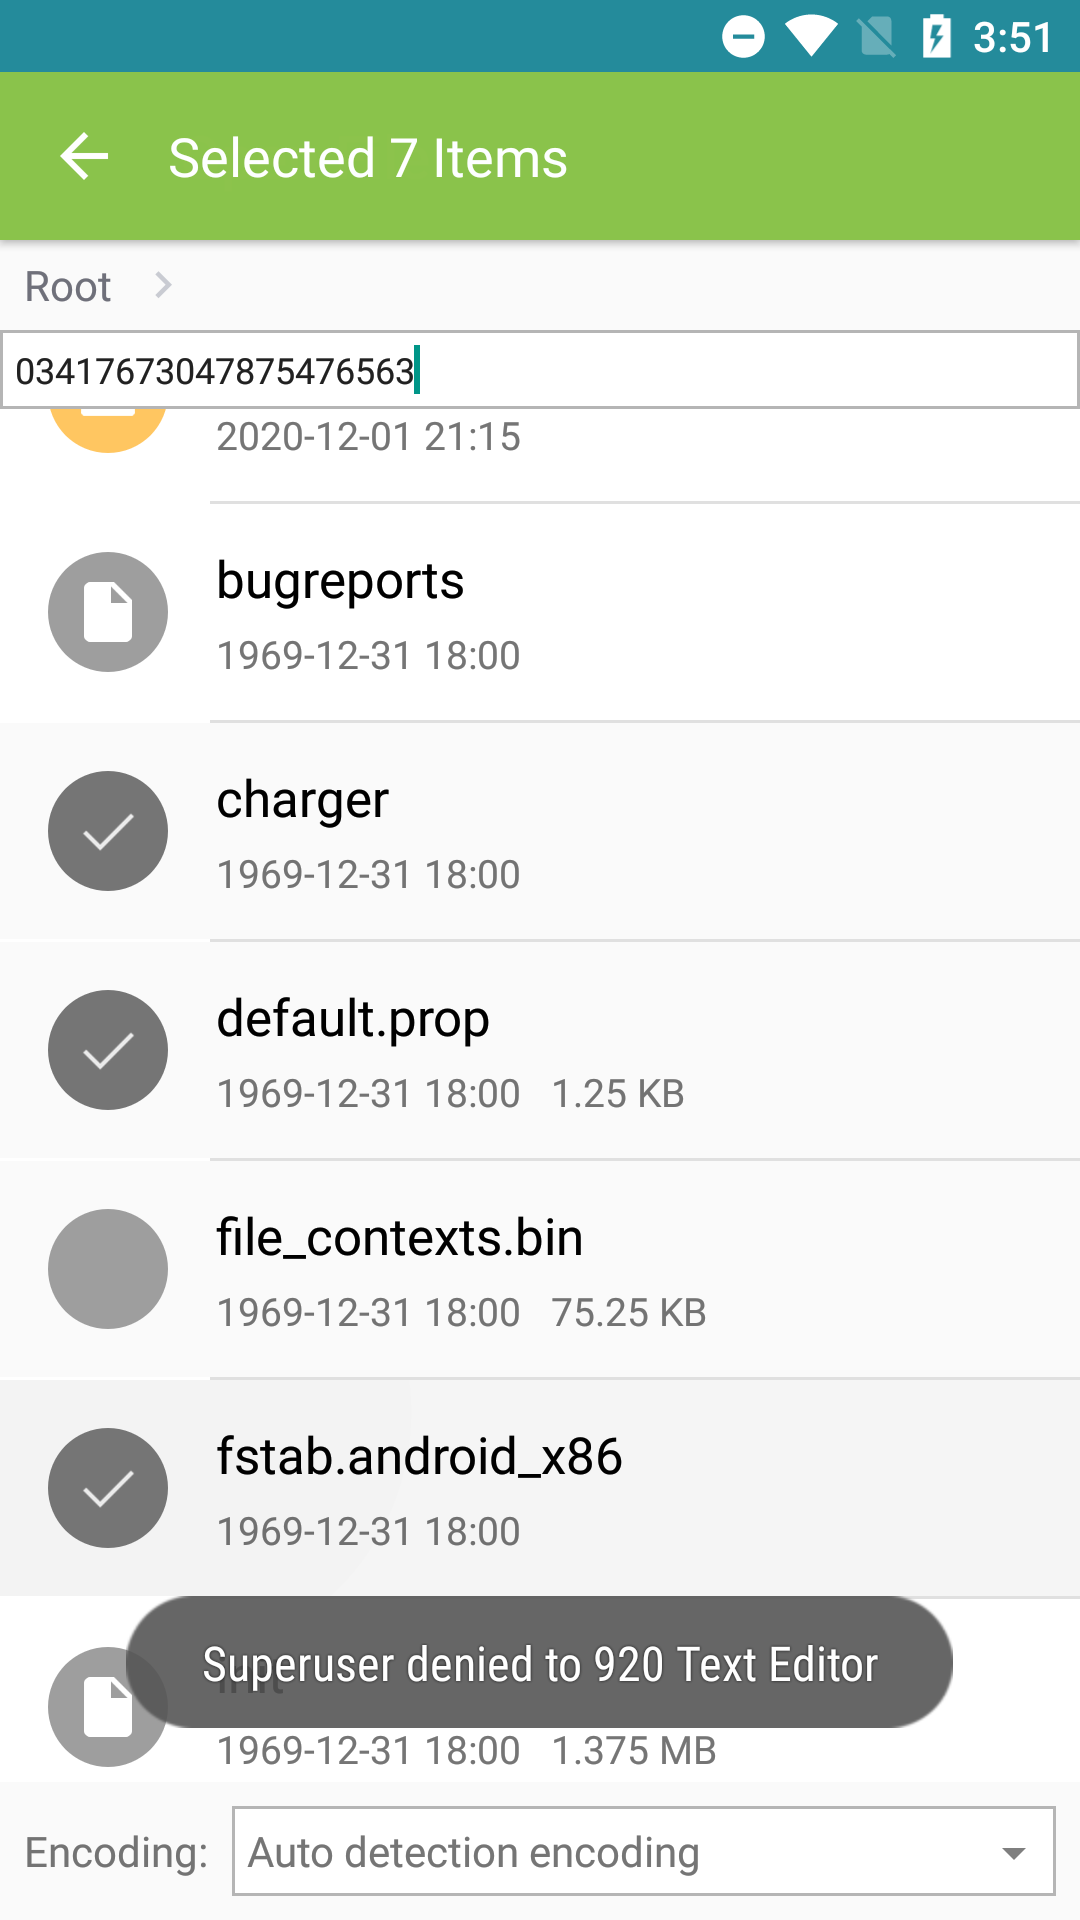 3:51
Selected 7 Items
Root
03417673047875476563
2020-12-01 21:15
bugreports
1969-12-31 18:00
charger
1969-12-31 18:00
default.prop
1969-12-31 18:00 1.25 KB
file_contexts.bin
1969-12-31 18:00 75.25 KB
fstab.android_x86
1969-12-31 18:00
Superuser denied to 920 Text Editor
1969-12-31 18:00 1.375 MB
Encoding: Auto detection encoding